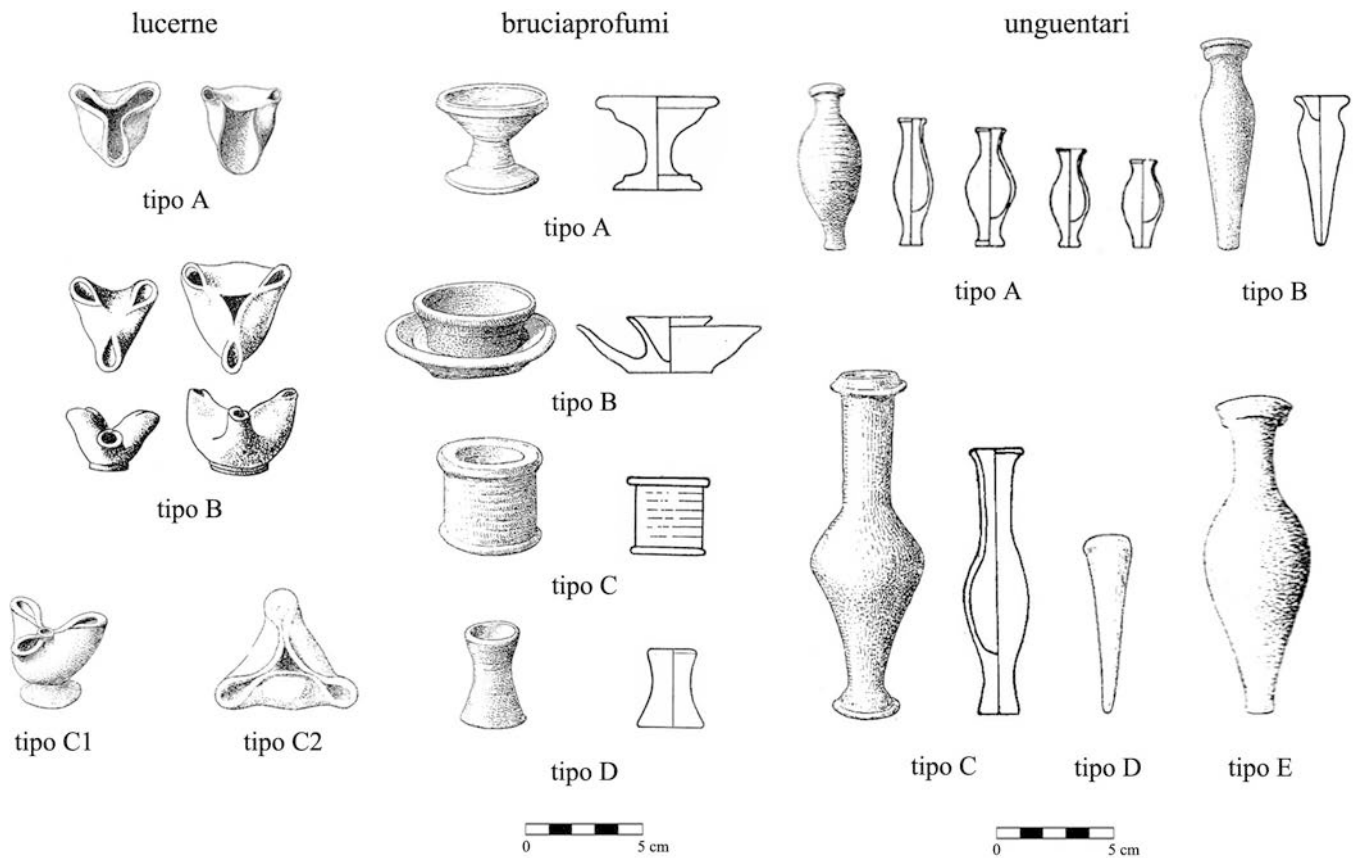 lucerne
bruciaprofumi
unguentari
tipo A
tipo A
tipo A
tipo B
tipo B
tipo B
tipo C
tipo C1
tipo C2
tipo D
tipo C
tipo D
tipo E
0 5 cm
0 5 cm